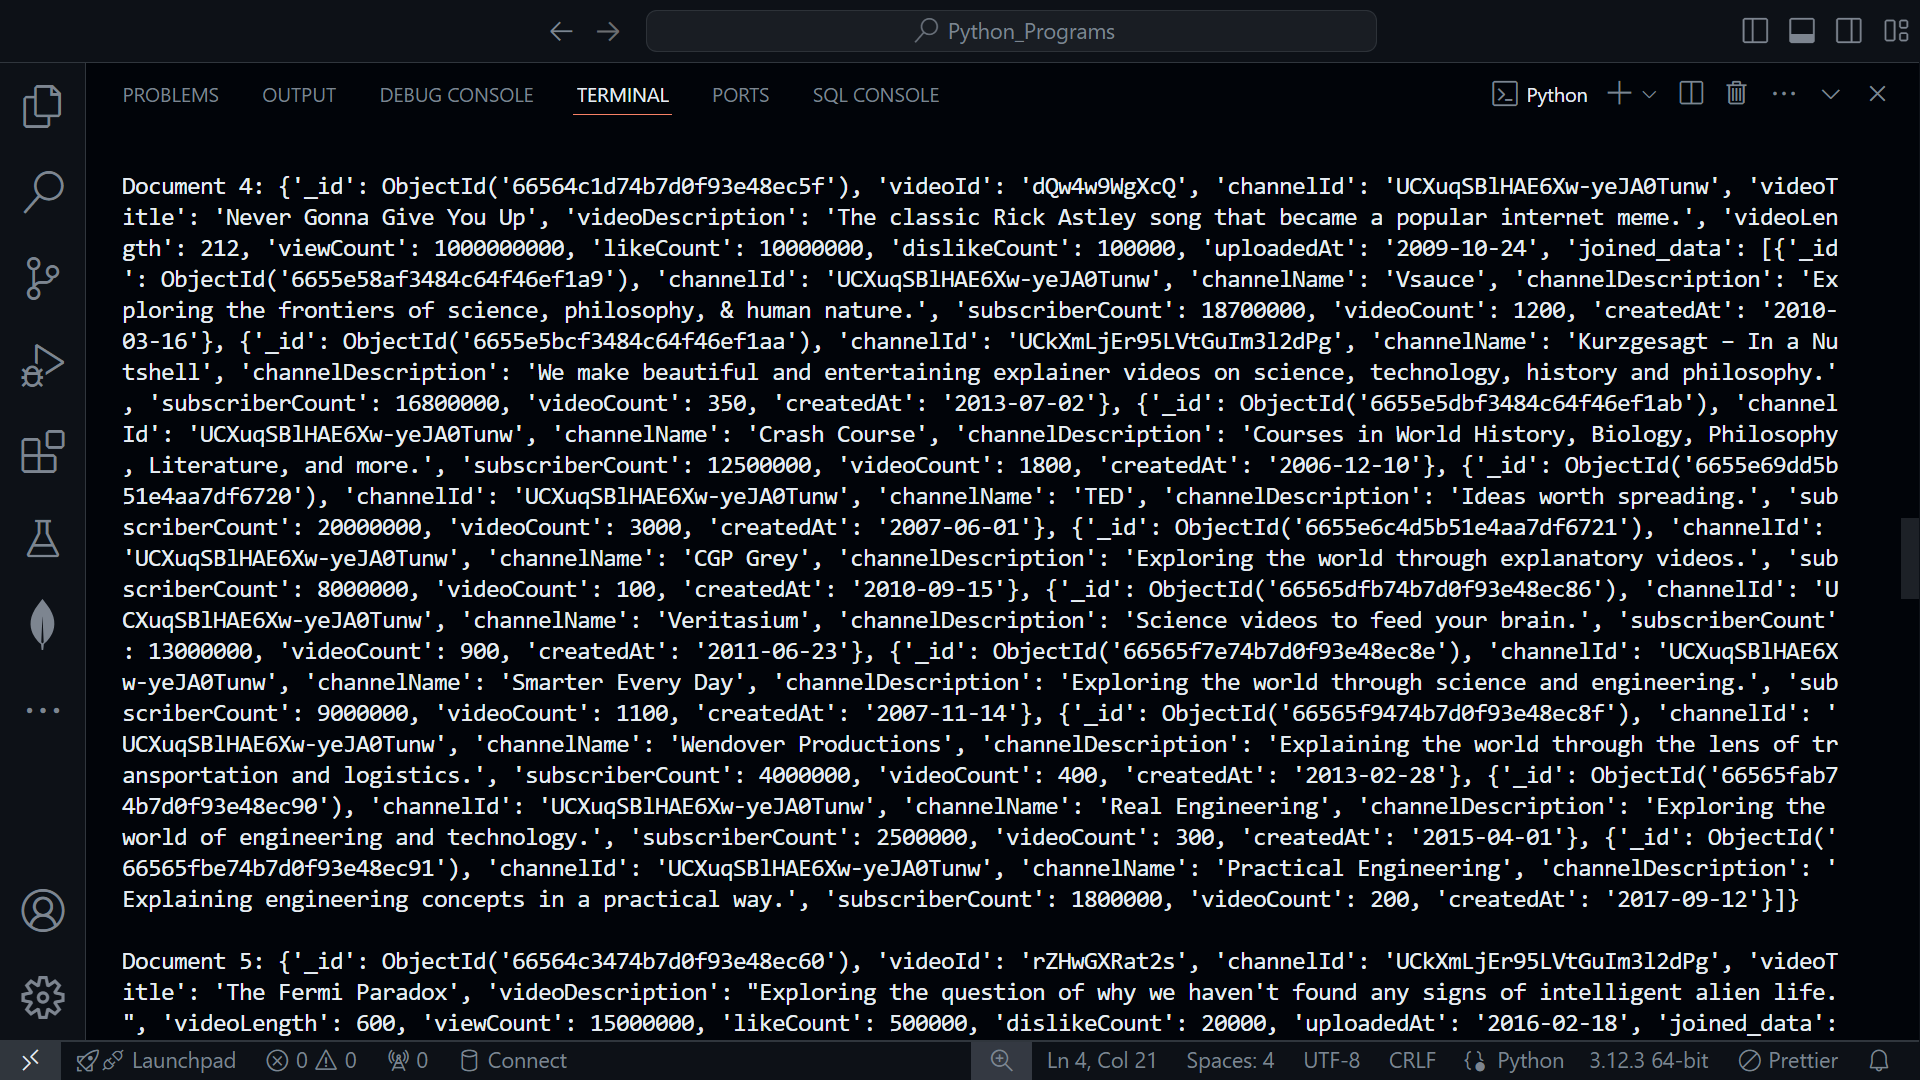 Python_Programs
PROBLEMS OUTPUT DEBUG CONSOLE TERMINAL PORTS SQL CONSOLE Python
Document 4: {'_id': ObjectId('66564c1d74b7d0f93e48ec5f'), 'videoId': 'dQw4w9WgXcQ', 'channelId': 'UCXuqSBlHAE6Xw-yeJA0Tunw', 'videoT
itle': 'Never Gonna Give You Up', 'videoDescription': 'The classic Rick Astley song that became a popular internet meme.', 'videoLen
gth': 212, 'viewCount': 1000000000, 'likeCount': 10000000, 'dislikeCount': 100000, 'uploadedAt': '2009-10-24', 'joined_data': [{'_id
': ObjectId('6655e58af3484c64f46ef1a9'), 'channelId': 'UCXuqSBlHAE6Xw-yeJA0Tunw', 'channelName': 'Vsauce', 'channelDescription': 'Ex
ploring the frontiers of science, philosophy, & human nature.', 'subscriberCount': 18700000, 'videoCount': 1200, 'createdAt': '2010-
03-16'}, {'_id': ObjectId('6655e5bcf3484c64f46ef1aa'), 'channelId': 'UCkXmLjEr95LVtGuIm3l2dPg', 'channelName': 'Kurzgesagt – In a Nu
tshell', 'channelDescription': 'We make beautiful and entertaining explainer videos on science, technology, history and philosophy.'
, 'subscriberCount': 16800000, 'videoCount': 350, 'createdAt': '2013-07-02'}, {'_id': ObjectId('6655e5dbf3484c64f46ef1ab'), 'channel
Id': 'UCXuqSBlHAE6Xw-yeJA0Tunw', 'channelName': 'Crash Course', 'channelDescription': 'Courses in World History, Biology, Philosophy
, Literature, and more.', 'subscriberCount': 12500000, 'videoCount': 1800, 'createdAt': '2006-12-10'}, {'_id': ObjectId('6655e69dd5b
51e4aa7df6720'), 'channelId': 'UCXuqSBlHAE6Xw-yeJA0Tunw', 'channelName': 'TED', 'channelDescription': 'Ideas worth spreading.', 'sub
scriberCount': 20000000, 'videoCount': 3000, 'createdAt': '2007-06-01'}, {'_id': ObjectId('6655e6c4d5b51e4aa7df6721'), 'channelId':
'UCXuqSBlHAE6Xw-yeJA0Tunw', 'channelName': 'CGP Grey', 'channelDescription': 'Exploring the world through explanatory videos.', 'sub
scriberCount': 8000000, 'videoCount': 100, 'createdAt': '2010-09-15'}, {'_id': ObjectId('66565dfb74b7d0f93e48ec86'), 'channelId': 'U
CXuqSBlHAE6Xw-yeJA0Tunw', 'channelName': 'Veritasium', 'channelDescription': 'Science videos to feed your brain.', 'subscriberCount'
: 13000000, 'videoCount': 900, 'createdAt': '2011-06-23'}, {'_id': ObjectId('66565f7e74b7d0f93e48ec8e'), 'channelId': 'UCXuqSBlHAE6X
w-yeJA0Tunw', 'channelName': 'Smarter Every Day', 'channelDescription': 'Exploring the world through science and engineering.', 'sub
scriberCount': 9000000, 'videoCount': 1100, 'createdAt': '2007-11-14'}, {'_id': ObjectId('66565f9474b7d0f93e48ec8f'), 'channelId': '
UCXuqSBlHAE6Xw-yeJA0Tunw', 'channelName': 'Wendover Productions', 'channelDescription': 'Explaining the world through the lens of tr
ansportation and logistics.', 'subscriberCount': 4000000, 'videoCount': 400, 'createdAt': '2013-02-28'}, {'_id': ObjectId('66565fab7
4b7d0f93e48ec90'), 'channelId': 'UCXuqSBlHAE6Xw-yeJA0Tunw', 'channelName': 'Real Engineering', 'channelDescription': 'Exploring the
world of engineering and technology.', 'subscriberCount': 2500000, 'videoCount': 300, 'createdAt': '2015-04-01'}, {'_id': ObjectId('
66565fbe74b7d0f93e48ec91'), 'channelId': 'UCXuqSBlHAE6Xw-yeJA0Tunw', 'channelName': 'Practical Engineering', 'channelDescription': '
Explaining engineering concepts in a practical way.', 'subscriberCount': 1800000, 'videoCount': 200, 'createdAt': '2017-09-12'}]}
Document 5: {'_id': ObjectId('66564c3474b7d0f93e48ec60'), 'videoId': 'rZHwGXRat2s', 'channelId': 'UCkXmLjEr95LVtGuIm3l2dPg', 'videoT
itle': 'The Fermi Paradox', 'videoDescription': "Exploring the question of why we haven't found any signs of intelligent alien life.
", 'videoLength': 600, 'viewCount': 15000000, 'likeCount': 500000, 'dislikeCount': 20000, 'uploadedAt': '2016-02-18', 'joined_data':
Launchpad 0 0 0 Connect Ln 4, Col 21 Spaces: 4 UTF-8 CRLF Python 3.12.3 64-bit Prettier